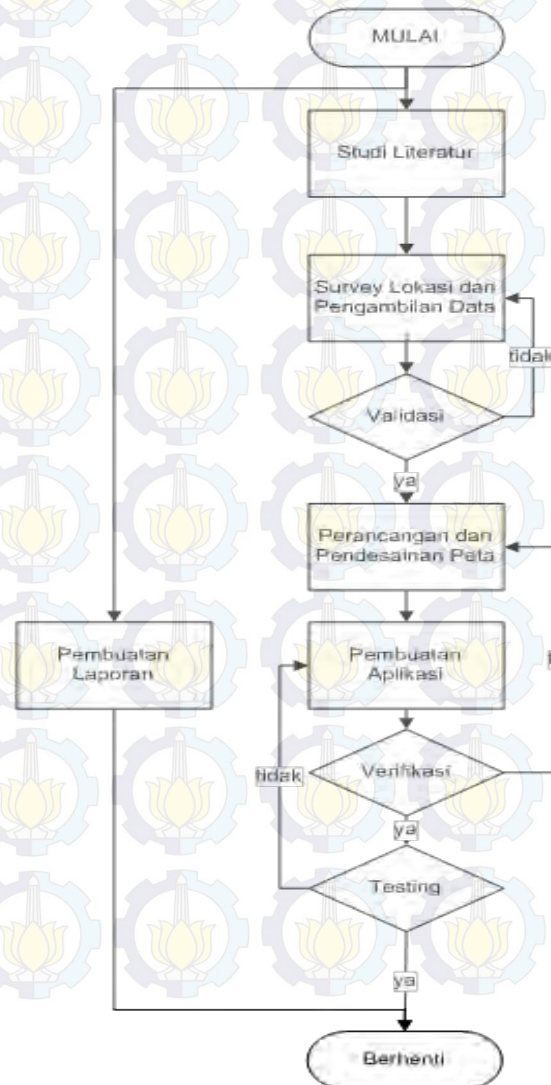 MULAI
Studi Literatur
Survey Lokasi dan
Pengambilan Data
tidak
Validasi
ya
Perancangan dan
Pendesainan Peta
Pembuatan
Laporan
Pembuatan
Aplikasi
tidak
Verifikasi
ya
Testing
ya
Berhenti